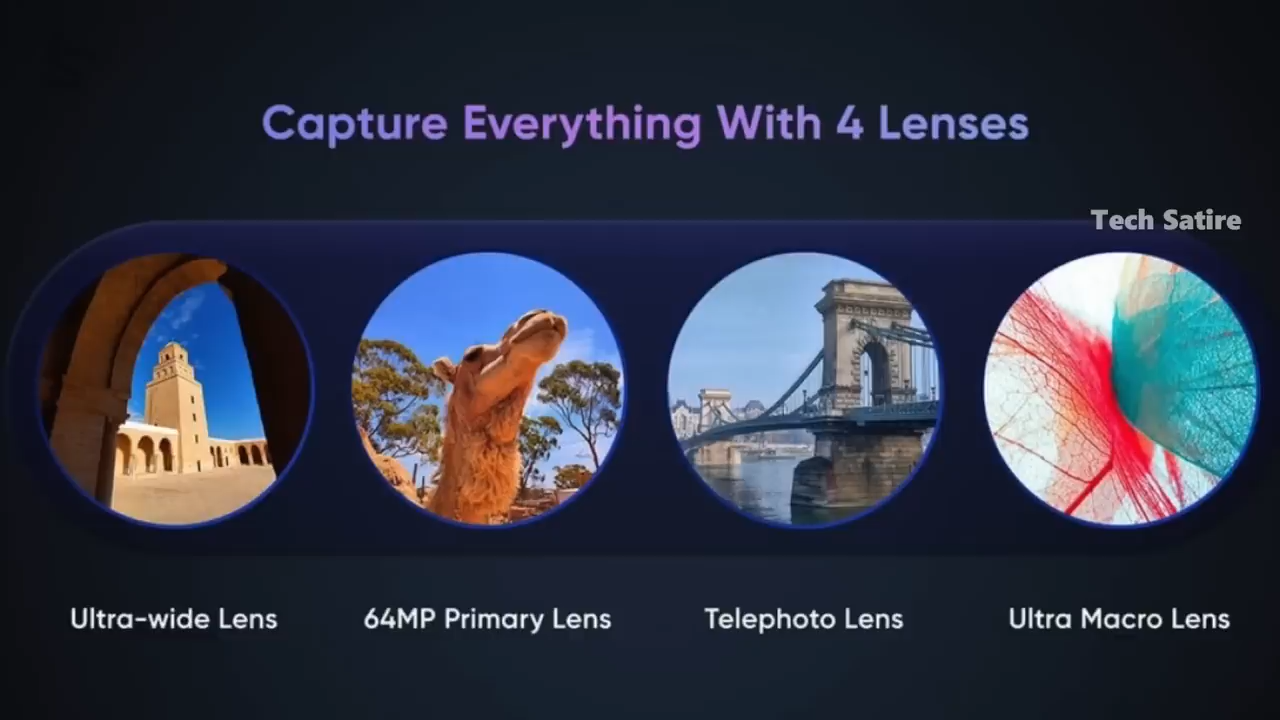 Capture Everything With 4 Lenses
Tech Satire
Ultra-wide Lens
64MP Primary Lens
Telephoto Lens
Ultra Macro Lens